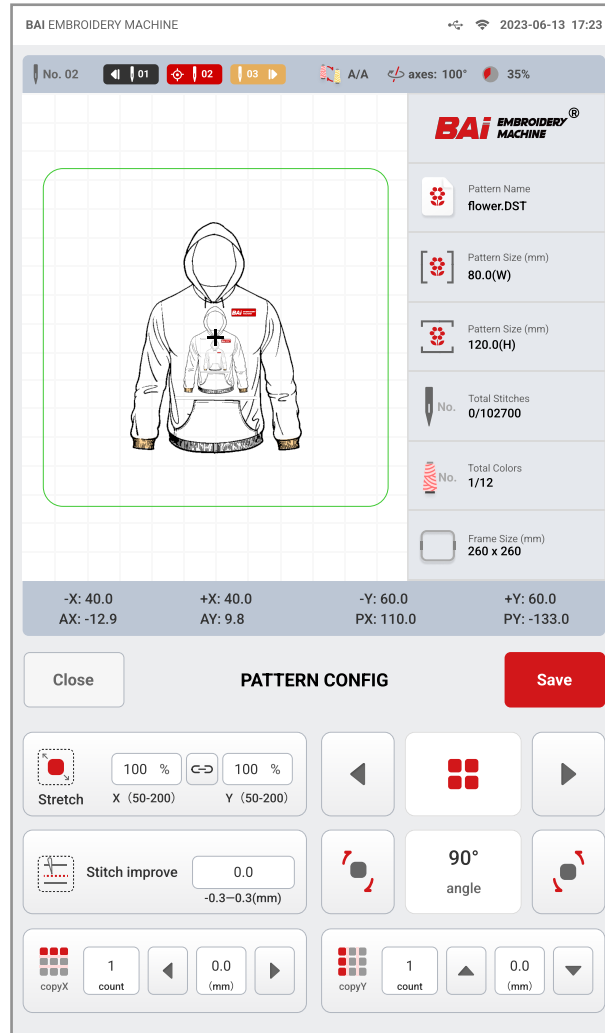 BAI EMBROIDERY MACHINE 2023-06-13 17:23
No. 02 01 02 03 A/A axes: 100° 35%
BAi EMBROIDERY MACHINE ®
Pattern Name
flower.DST
Pattern Size (mm)
80.0(W)
Pattern Size (mm)
120.0(H)
No.
Total Stitches
0/102700
No.
Total Colors
1/12
Frame Size (mm)
260 x 260
BAi
-X: 40.0 +X: 40.0 -Y: 60.0 +Y: 60.0
AX: -12.9 AY: 9.8 PX: 110.0 PY: -133.0
Close PATTERN CONFIG Save
100 % 100 %
Stretch X (50-200) Y (50-200)
Stitch improve 0.0
-0.3—0.3(mm)
90°
angle
copyX 1 count 0.0 (mm)
copyY 1 count 0.0 (mm)